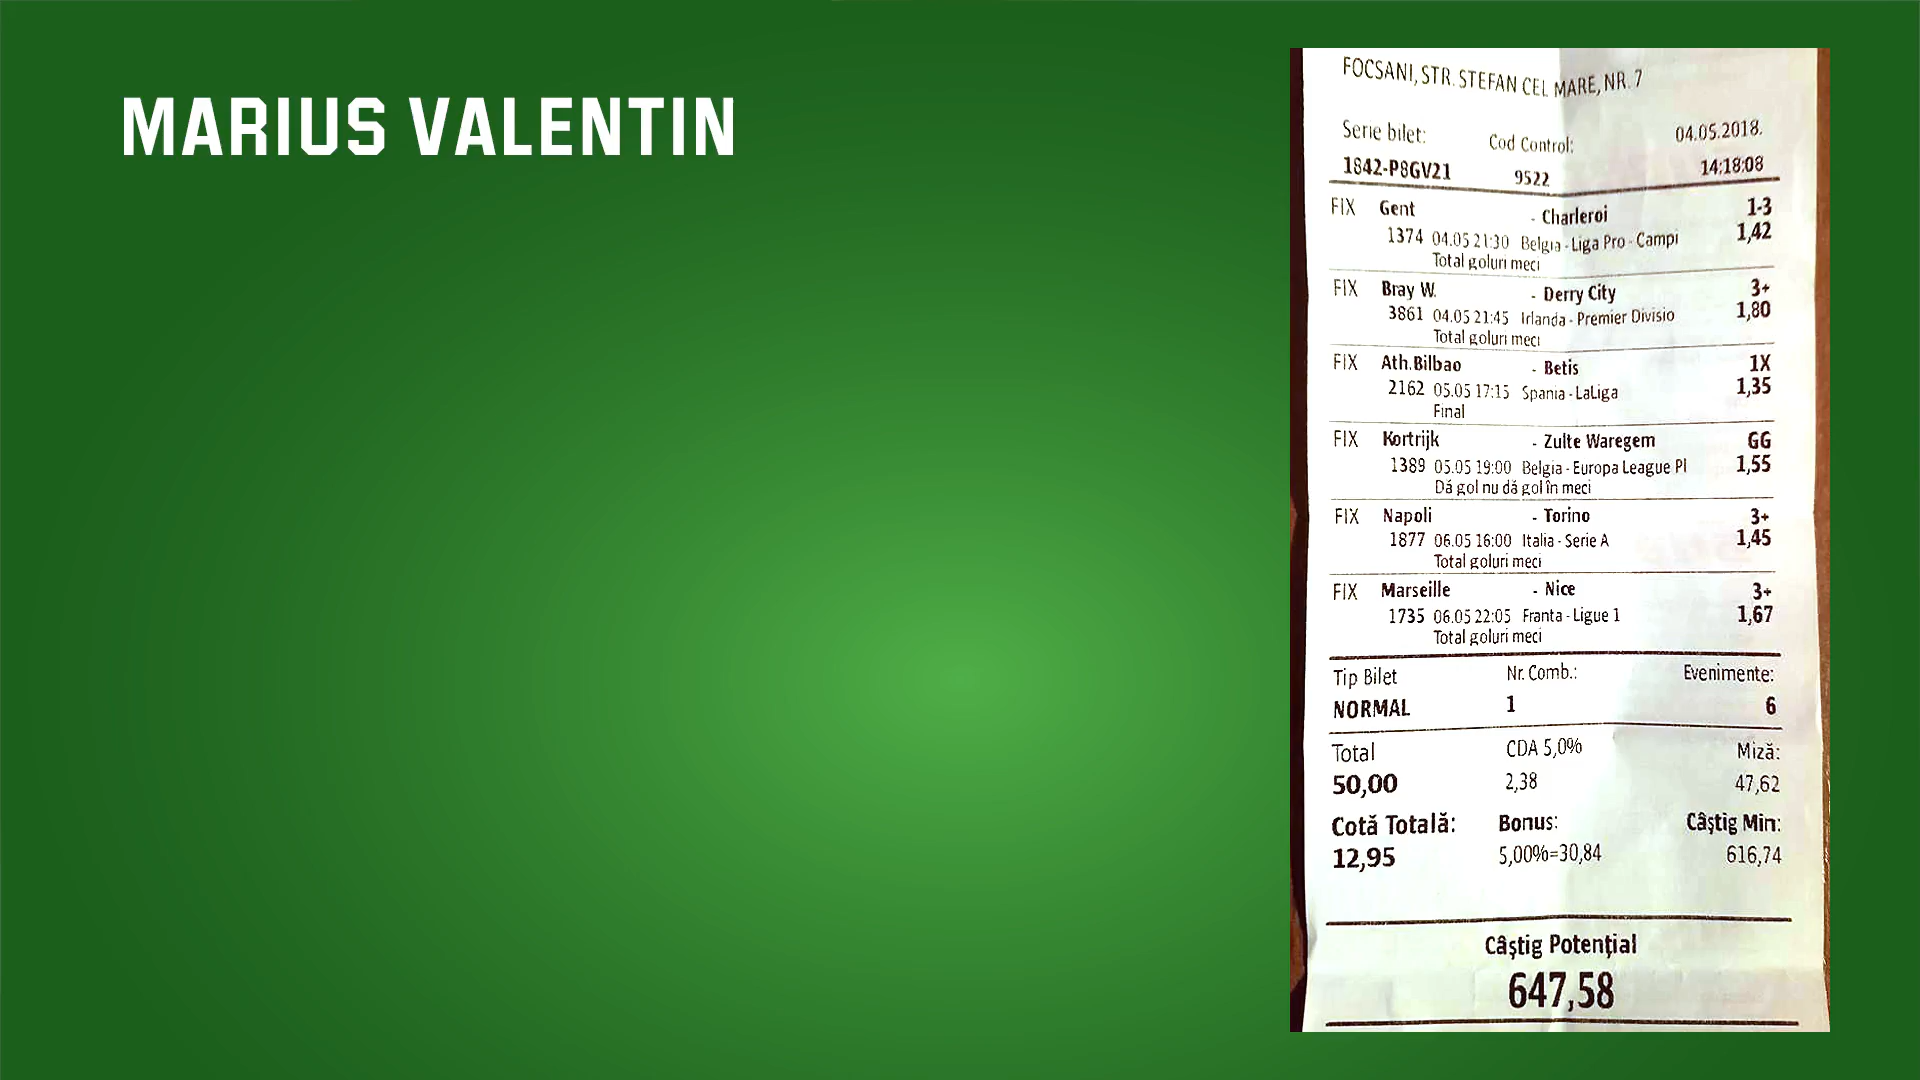 MARIUS VALENTIN
FOCSANI, STR. STEFAN CEL MARE, NR. 7
Serie bilet: Cod Control: 04.05.2018.
1842-P8GV21 9522 14:18:08
FIX Gent - Charleroi 1-3
1374 04.05 21:30 Belgia - Liga Pro - Campi 1,42
Total goluri meci
FIX Bray W. - Derry City 3+
3861 04.05 21:45 Irlanda - Premier Divisio 1,80
Total goluri meci
FIX Ath.Bilbao - Betis 1X
2162 05.05 17:15 Spania - LaLiga 1,35
Final
FIX Kortrijk - Zulte Waregem GG
1389 05.05 19:00 Belgia - Europa League Pl 1,55
Dá gol nu dă gol în meci
FIX Napoli - Torino 3+
1877 06.05 16:00 Italia - Serie A 1,45
Total goluri meci
FIX Marseille - Nice 3+
1735 06.05 22:05 Franta - Ligue 1 1,67
Total goluri meci
Tip Bilet Nr. Comb.: Evenimente:
NORMAL 1 6
Total CDA 5,0% Miză:
50,00 2,38 47,62
Cotă Totală: Bonus: Câştig Min:
12,95 5,00%=30,84 616,74
Câştig Potenţial
647,58